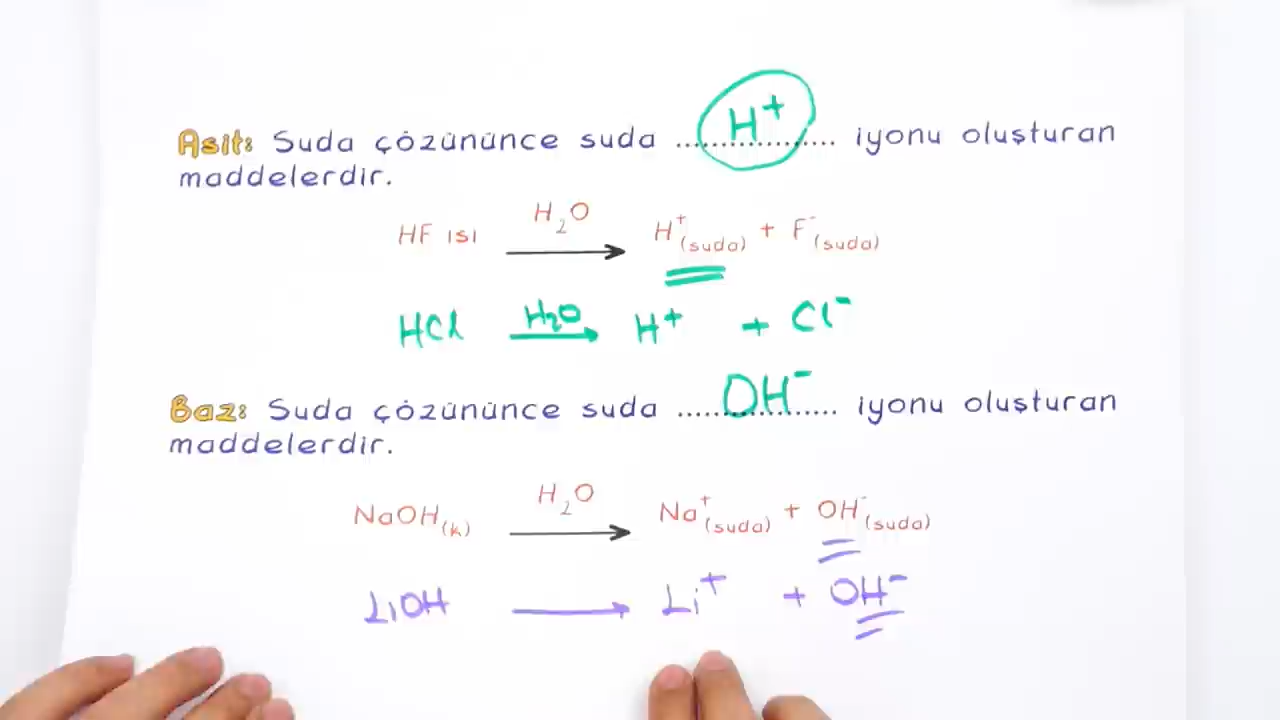 Asit: Suda çözününce suda ......H⁺...... iyonu oluşturan
maddelerdir.
HF ısı H₂O → H⁺(suda) + F⁻(suda)
HCl H₂O → H⁺ + Cl⁻
Baz: Suda çözününce suda ......OH⁻...... iyonu oluşturan
maddelerdir.
NaOH(k) H₂O → Na⁺(suda) + OH⁻(suda)
LiOH → Li⁺ + OH⁻